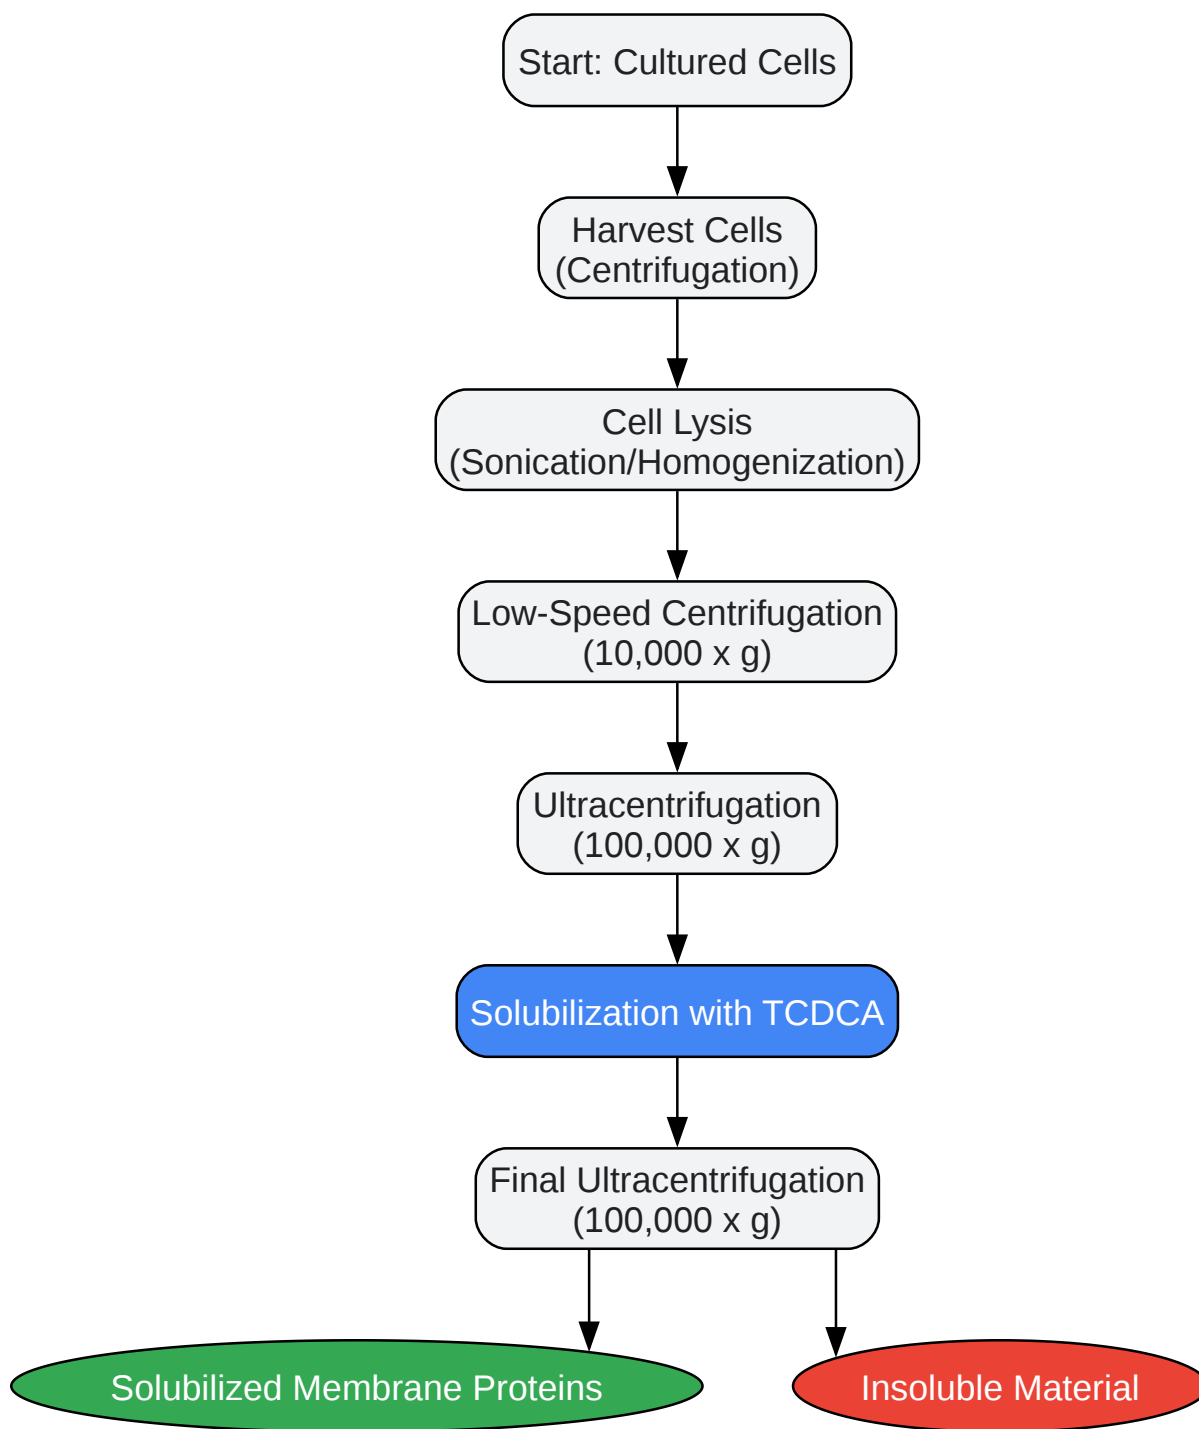 Start: Cultured Cells
Harvest Cells
(Centrifugation)
Cell Lysis
(Sonication/Homogenization)
Low-Speed Centrifugation
(10,000 x g)
Ultracentrifugation
(100,000 x g)
Solubilization with TCDCA
Final Ultracentrifugation
(100,000 x g)
Solubilized Membrane Proteins
Insoluble Material